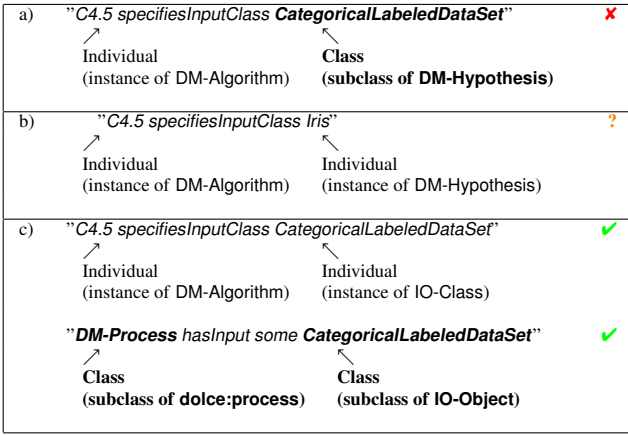 a) ”C4.5 specifiesInputClass CategoricalLabeledDataSet” ✘
↗ ↖
Individual Class
(instance of DM-Algorithm) (subclass of DM-Hypothesis)
b) ”C4.5 specifiesInputClass Iris” ?
↗ ↖
Individual Individual
(instance of DM-Algorithm) (instance of DM-Hypothesis)
c) ”C4.5 specifiesInputClass CategoricalLabeledDataSet” ✔
↗ ↖
Individual Individual
(instance of DM-Algorithm) (instance of IO-Class)
”DM-Process hasInput some CategoricalLabeledDataSet” ✔
↗ ↖
Class Class
(subclass of dolce:process) (subclass of IO-Object)